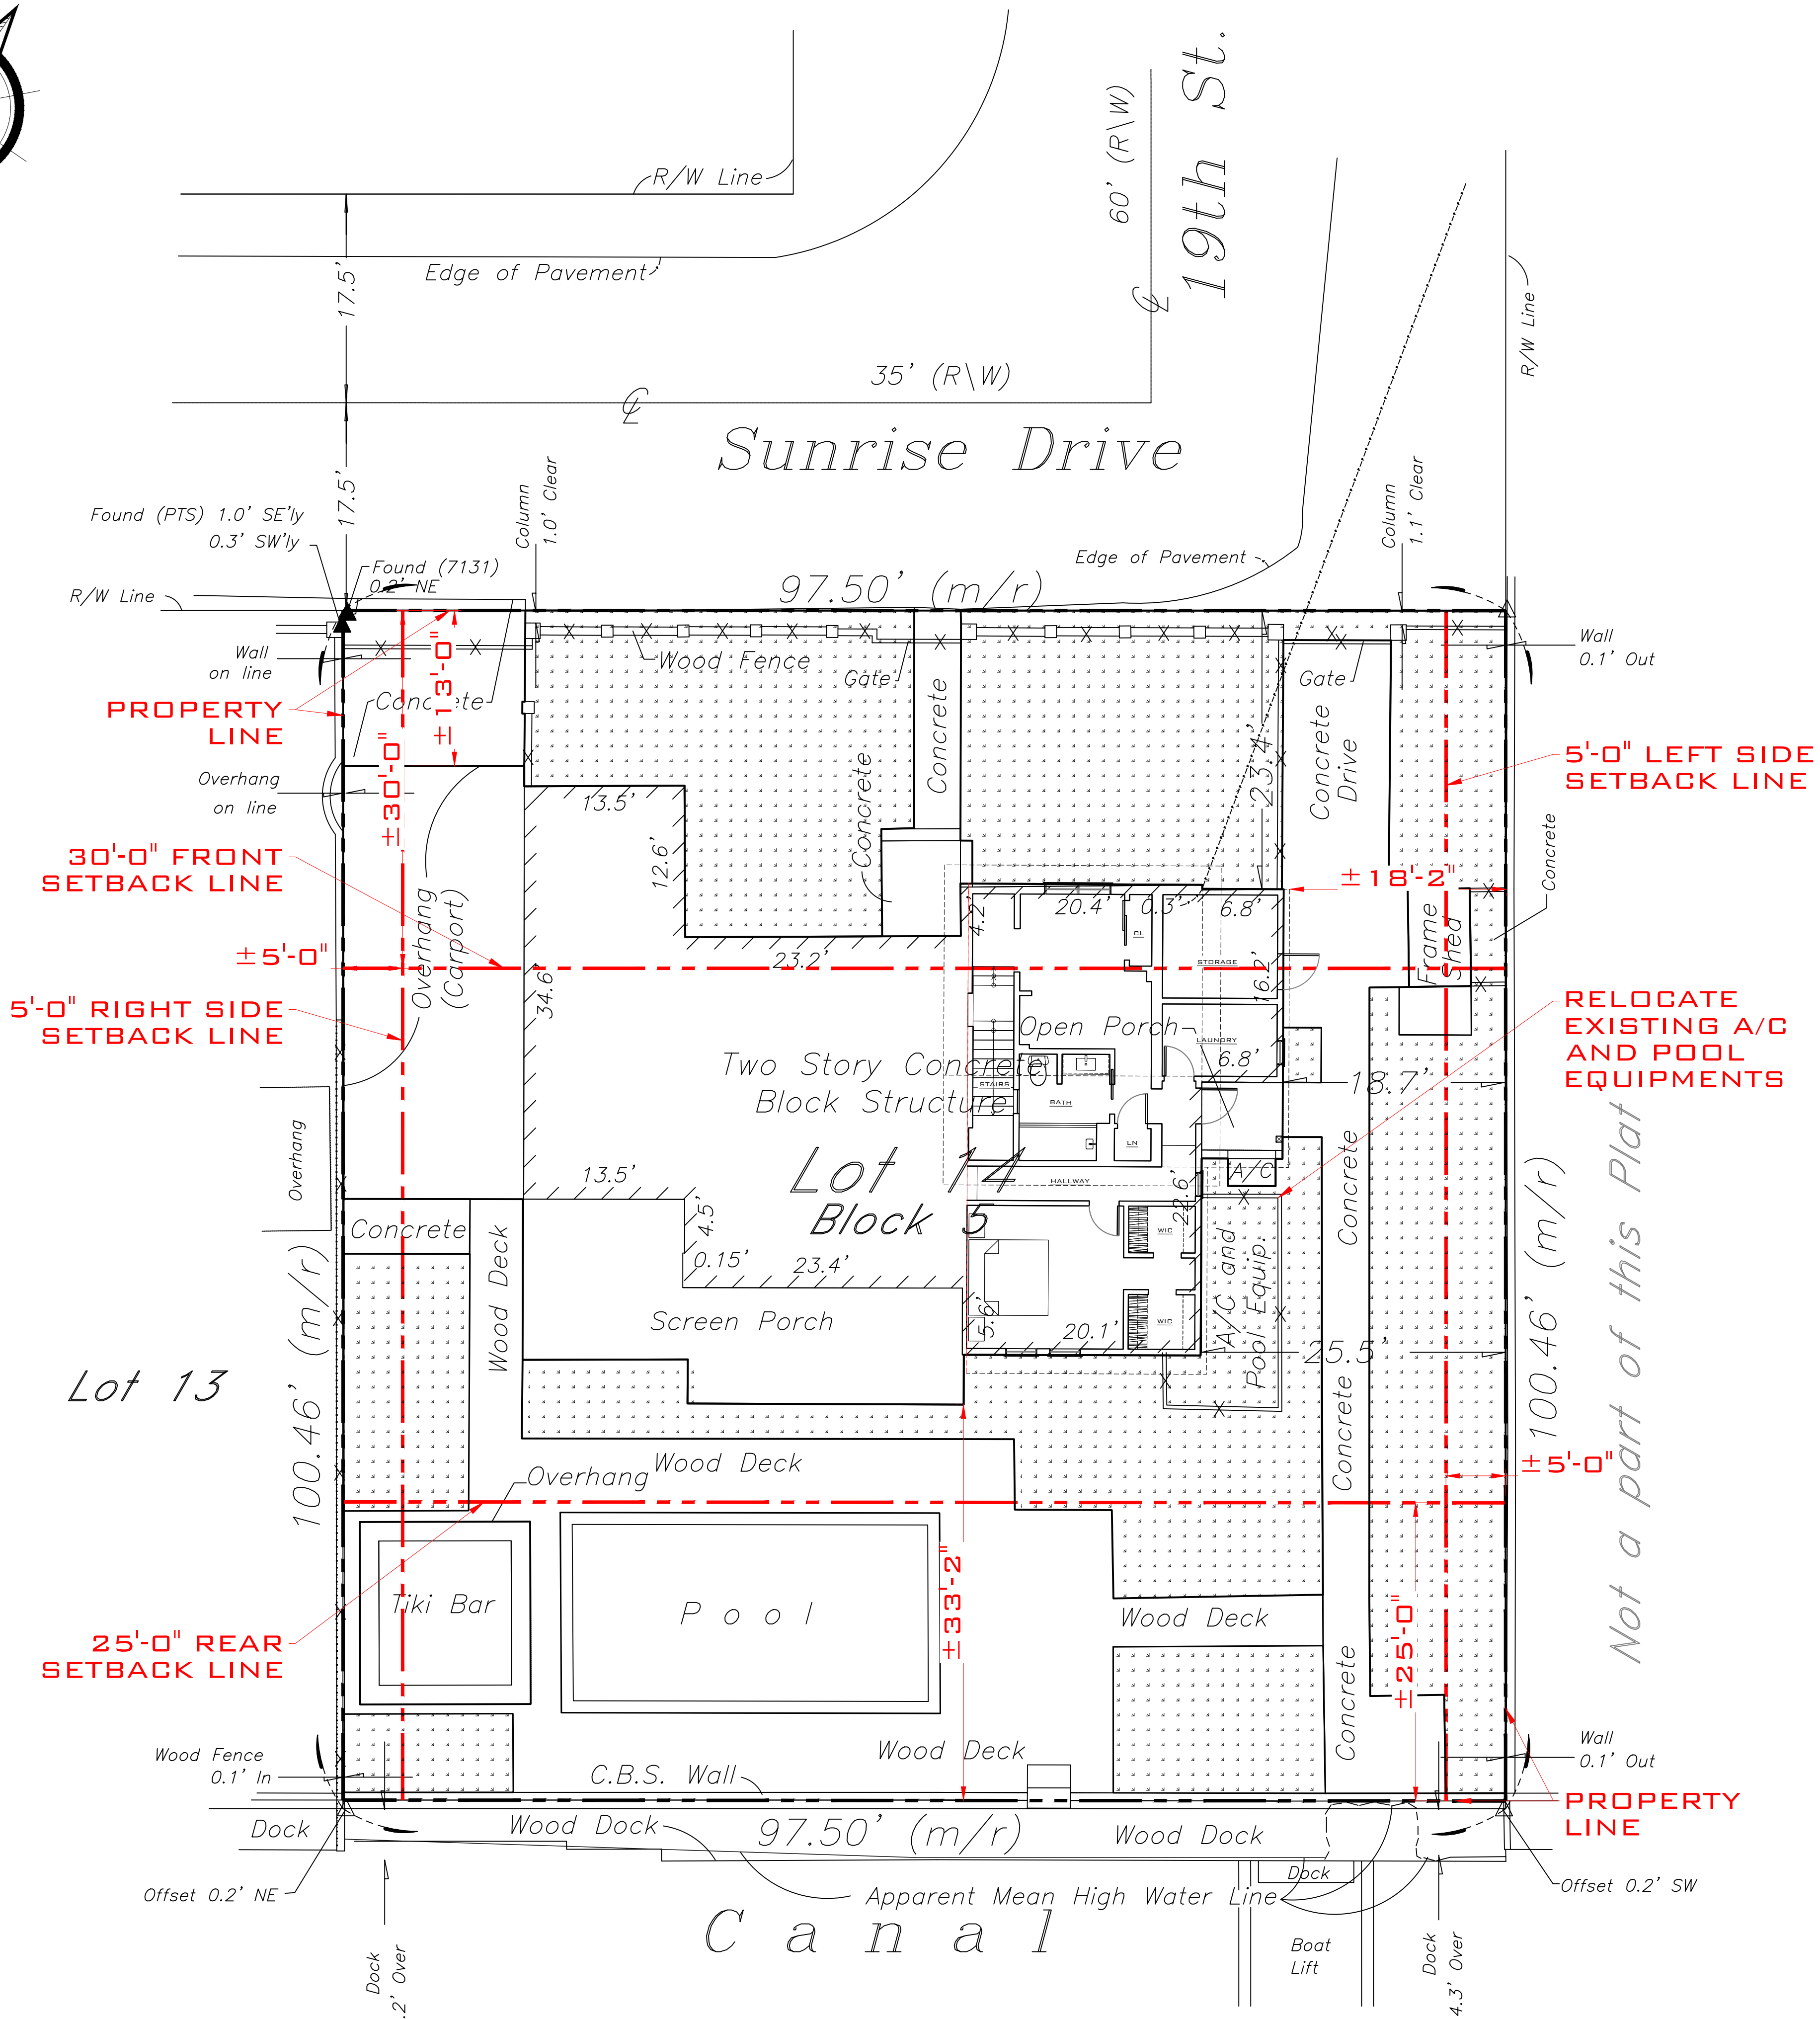 R/W Line
60' (R\W)
19th St.
Edge of Pavement
17.5'
R/W Line
35' (R\W)
℄
℄
Sunrise Drive
17.5'
Column
1.0' Clear
Column
1.1' Clear
Found (PTS) 1.0' SE'ly
0.3' SW'ly
Found (7131)
0.2' NE
Edge of Pavement
R/W Line
97.50' (m/r)
Wall
on line
Wall
0.1' Out
Wood Fence
Gate
Gate
PROPERTY
LINE
Concrete
±13'-0"
±30'-0"
Concrete
Concrete
23.4'
Concrete
Drive
5'-0" LEFT SIDE
SETBACK LINE
Overhang
on line
13.5'
12.6'
Concrete
30'-0" FRONT
SETBACK LINE
Overhang
(Carport)
±18'-2"
4.2'
20.4'
0.3'
6.8'
CL
Frame
Shed
±5'-0"
23.2'
STORAGE
16.2'
34.6'
5'-0" RIGHT SIDE
SETBACK LINE
RELOCATE
EXISTING A/C
AND POOL
EQUIPMENTS
Open Porch
LAUNDRY
6.8'
Two Story Concrete
Block Structure
STAIRS
BATH
18.7'
LN
Overhang
Concrete
Lot 14
Block 5
13.5'
HALLWAY
A/C
22.6'
4.5'
Concrete
Wood Deck
WIC
A/C and
Pool Equip.
0.15'
23.4'
Screen Porch
5.6'
20.1'
WIC
25.5'
100.46' (m/r)
100.46' (m/r)
Not a part of this Plat
Lot 13
Concrete
Concrete
Wood Deck
Overhang
±5'-0"
Tiki Bar
Pool
±33'-2"
Wood Deck
±25'-0"
25'-0" REAR
SETBACK LINE
Concrete
Wood Fence
0.1' In
Wood Deck
C.B.S. Wall
Wall
0.1' Out
PROPERTY
LINE
Dock
Wood Dock
97.50' (m/r)
Wood Dock
Dock
Offset 0.2' NE
Apparent Mean High Water Line
Offset 0.2' SW
Canal
Boat
Lift
Dock
.2' Over
Dock
4.3' Over